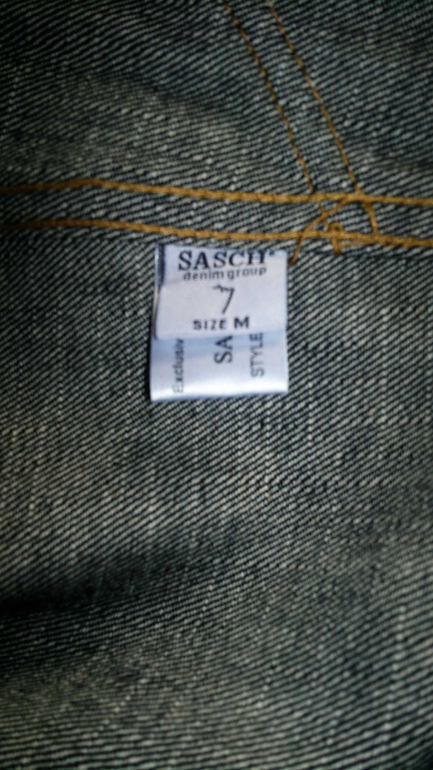 SASCH®
denim group
7
SIZE M
Exclusiv
SA
STYLE